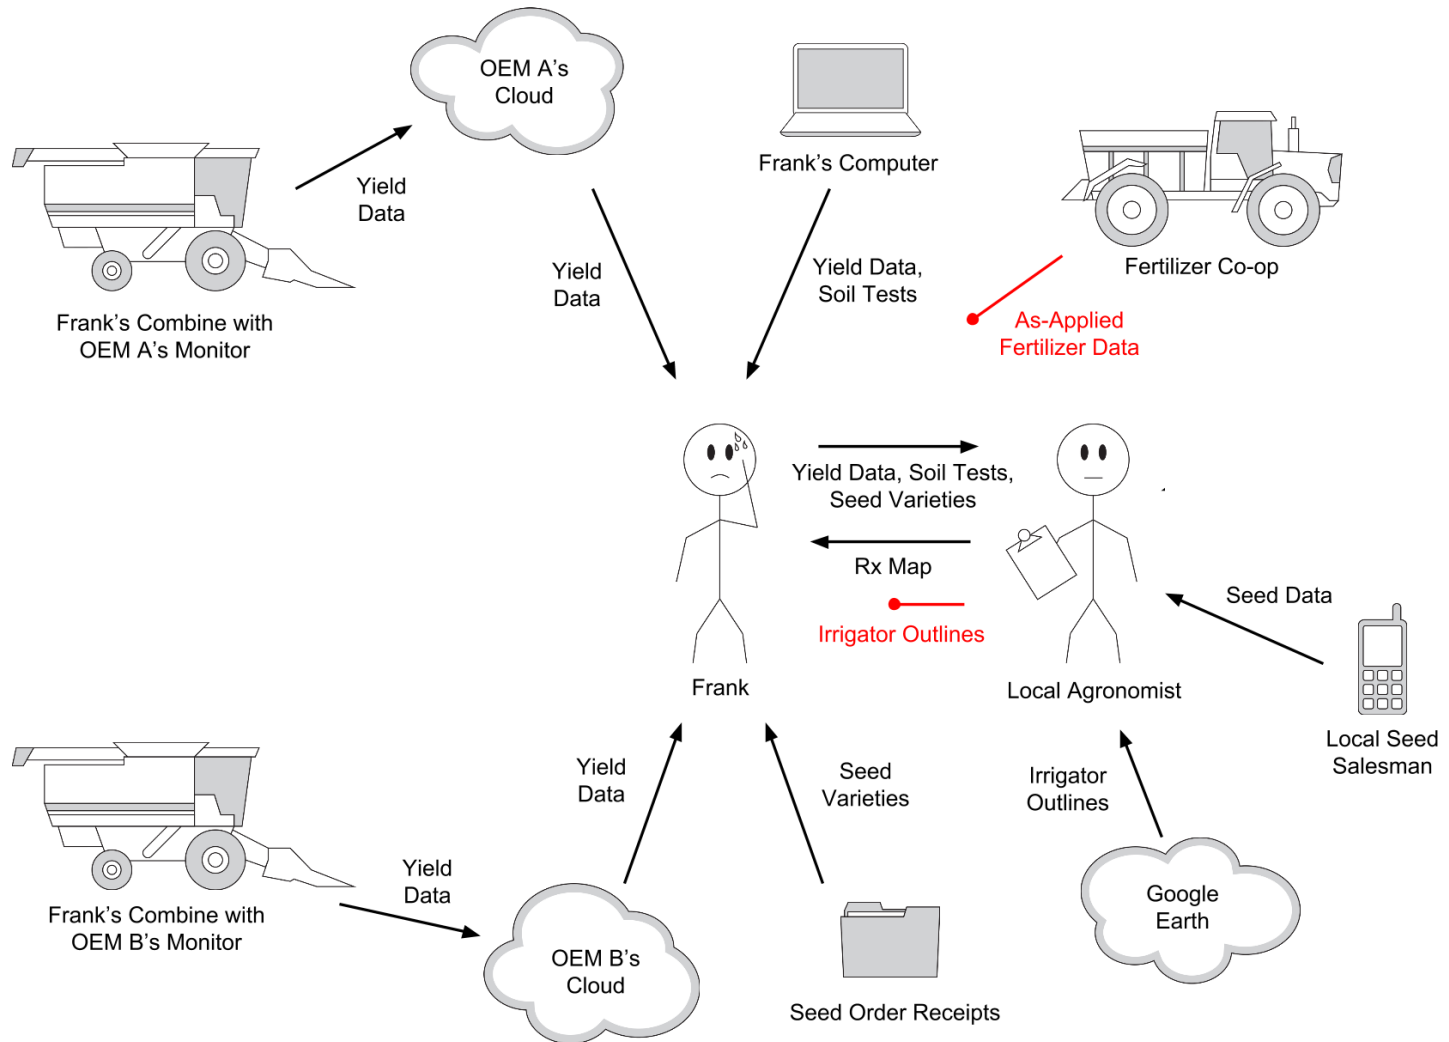 OEM A's
Cloud
Yield
Data
Frank's Computer
Yield
Data
Yield Data,
Soil Tests
Fertilizer Co-op
Frank's Combine with
OEM A's Monitor
As-Applied
Fertilizer Data
Yield Data, Soil Tests,
Seed Varieties
Rx Map
Irrigator Outlines
Seed Data
Frank
Local Agronomist
Local Seed
Salesman
Yield
Data
Seed
Varieties
Irrigator
Outlines
Yield
Data
Frank's Combine with
OEM B's Monitor
OEM B's
Cloud
Google
Earth
Seed Order Receipts